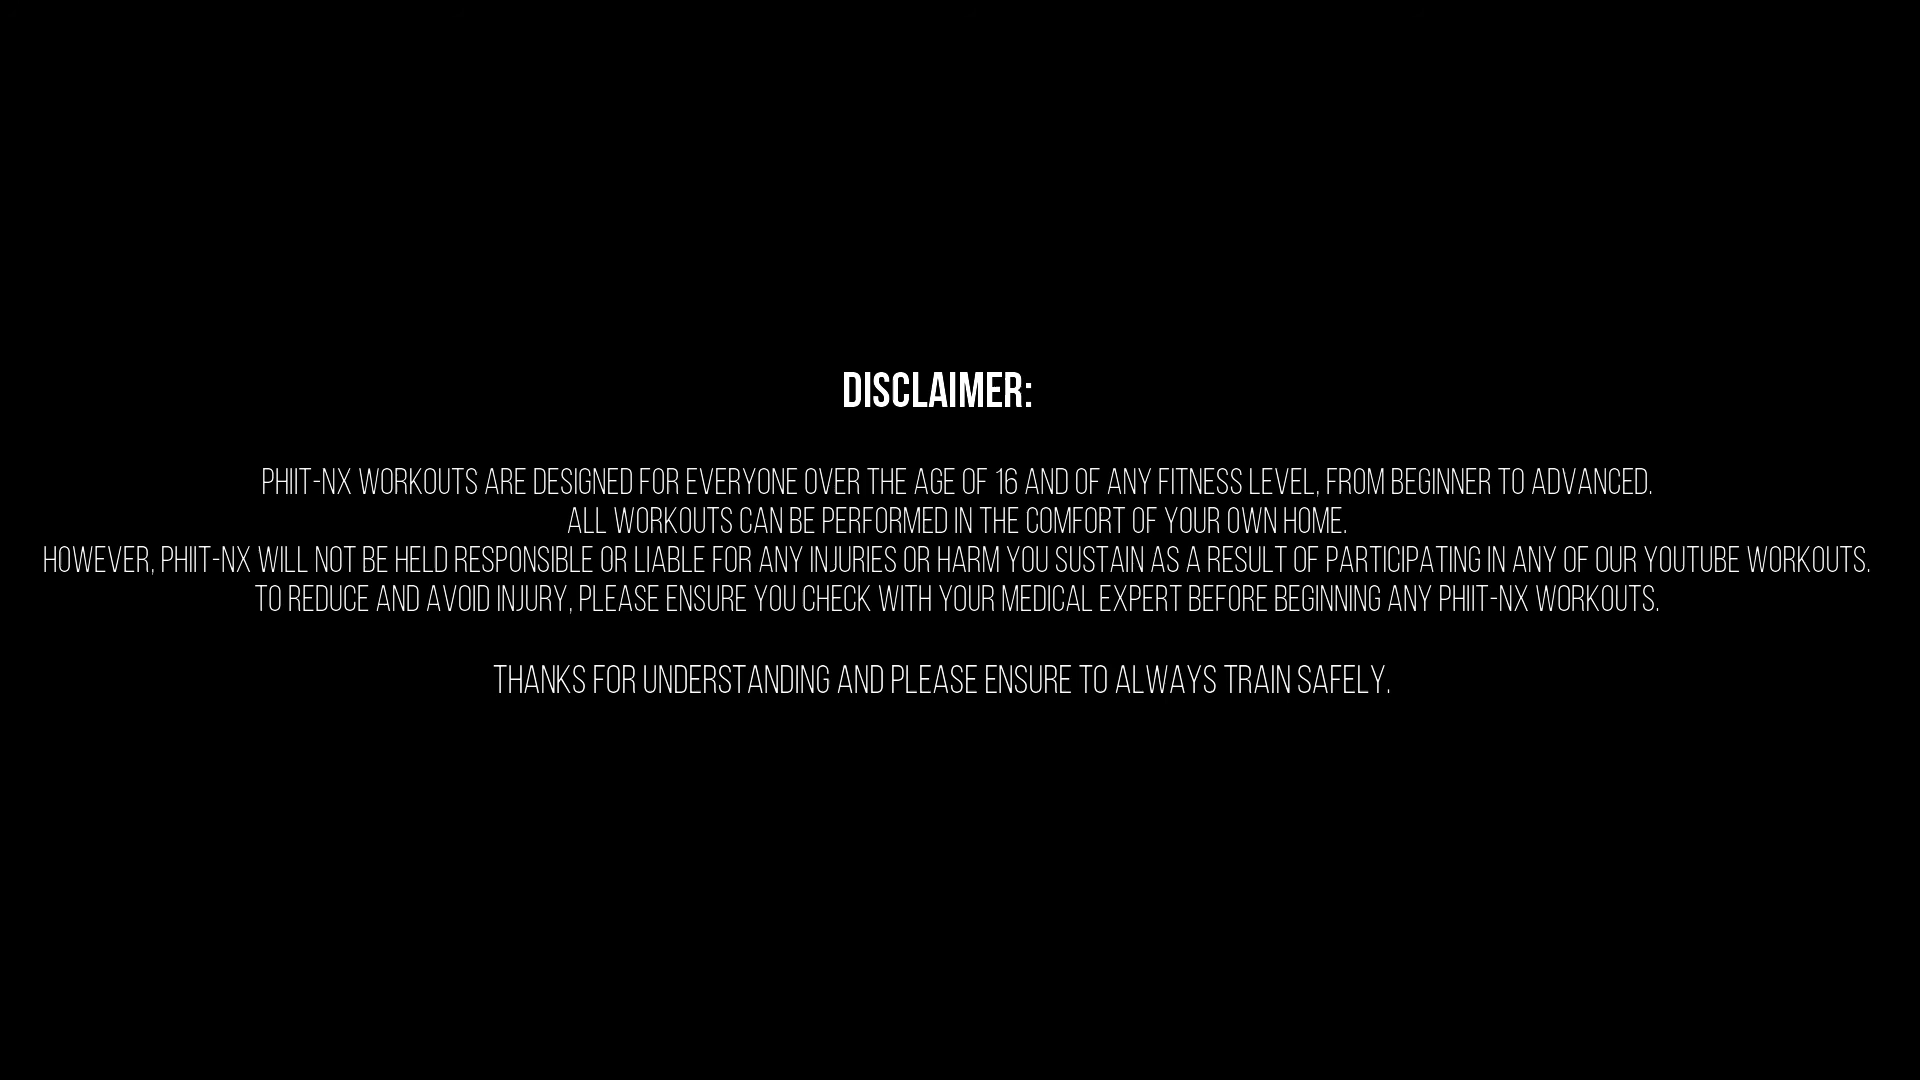 DISCLAIMER:
PHIIT-NX WORKOUTS ARE DESIGNED FOR EVERYONE OVER THE AGE OF 16 AND OF ANY FITNESS LEVEL, FROM BEGINNER TO ADVANCED.
ALL WORKOUTS CAN BE PERFORMED IN THE COMFORT OF YOUR OWN HOME.
HOWEVER, PHIIT-NX WILL NOT BE HELD RESPONSIBLE OR LIABLE FOR ANY INJURIES OR HARM YOU SUSTAIN AS A RESULT OF PARTICIPATING IN ANY OF OUR YOUTUBE WORKOUTS.
TO REDUCE AND AVOID INJURY, PLEASE ENSURE YOU CHECK WITH YOUR MEDICAL EXPERT BEFORE BEGINNING ANY PHIIT-NX WORKOUTS.
THANKS FOR UNDERSTANDING AND PLEASE ENSURE TO ALWAYS TRAIN SAFELY.